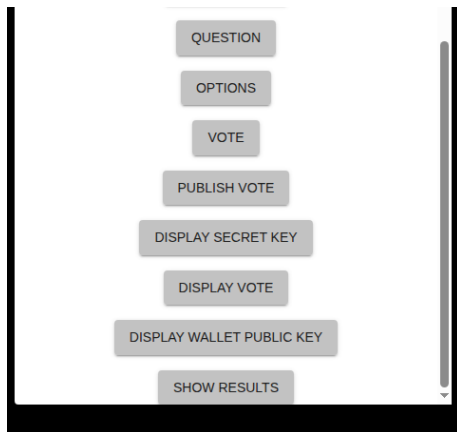 QUESTION
OPTIONS
VOTE
PUBLISH VOTE
DISPLAY SECRET KEY
DISPLAY VOTE
DISPLAY WALLET PUBLIC KEY
SHOW RESULTS